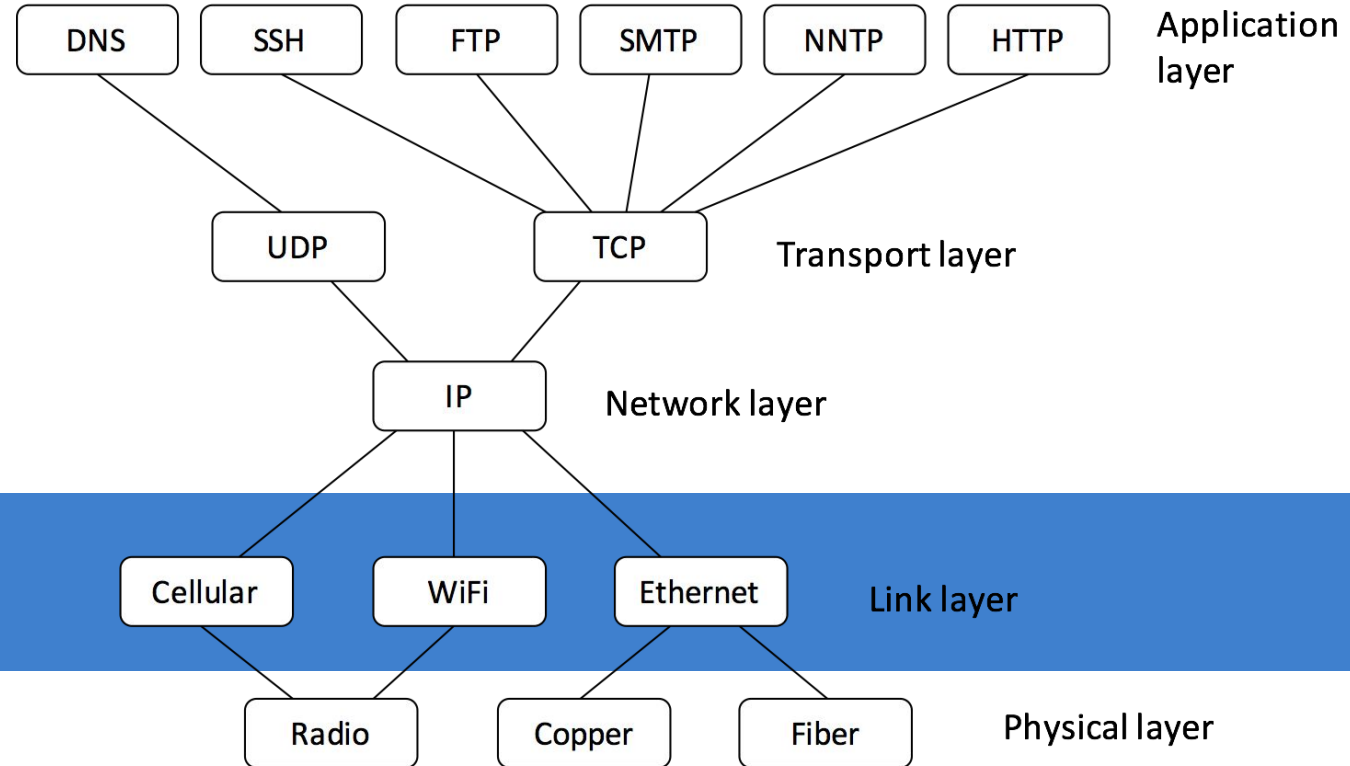 DNS
SSH
FTP
SMTP
NNTP
HTTP
Application
layer
UDP
TCP
Transport layer
IP
Network layer
Cellular
WiFi
Ethernet
Link layer
Radio
Copper
Fiber
Physical layer